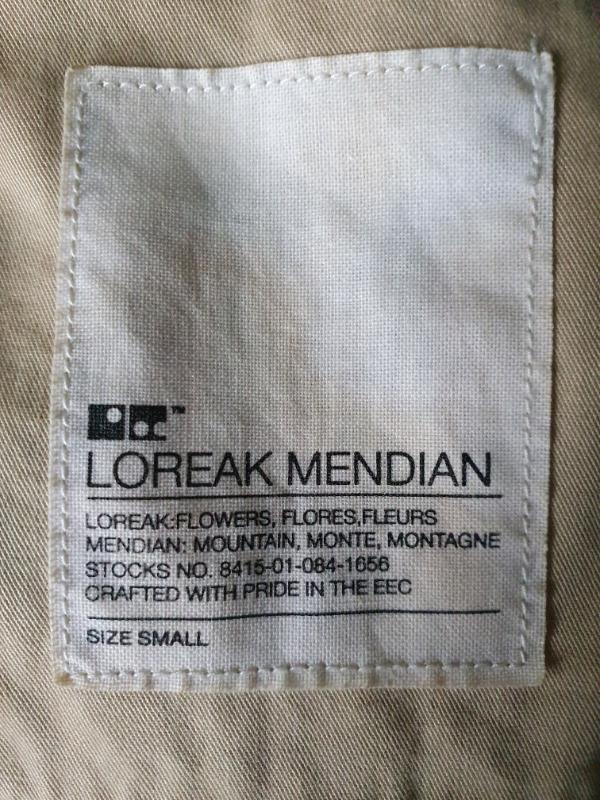 ™
LOREAK MENDIAN
LOREAK:FLOWERS, FLORES,FLEURS
MENDIAN: MOUNTAIN, MONTE, MONTAGNE
STOCKS NO. 8415-01-084-1656
CRAFTED WITH PRIDE IN THE EEC
SIZE SMALL